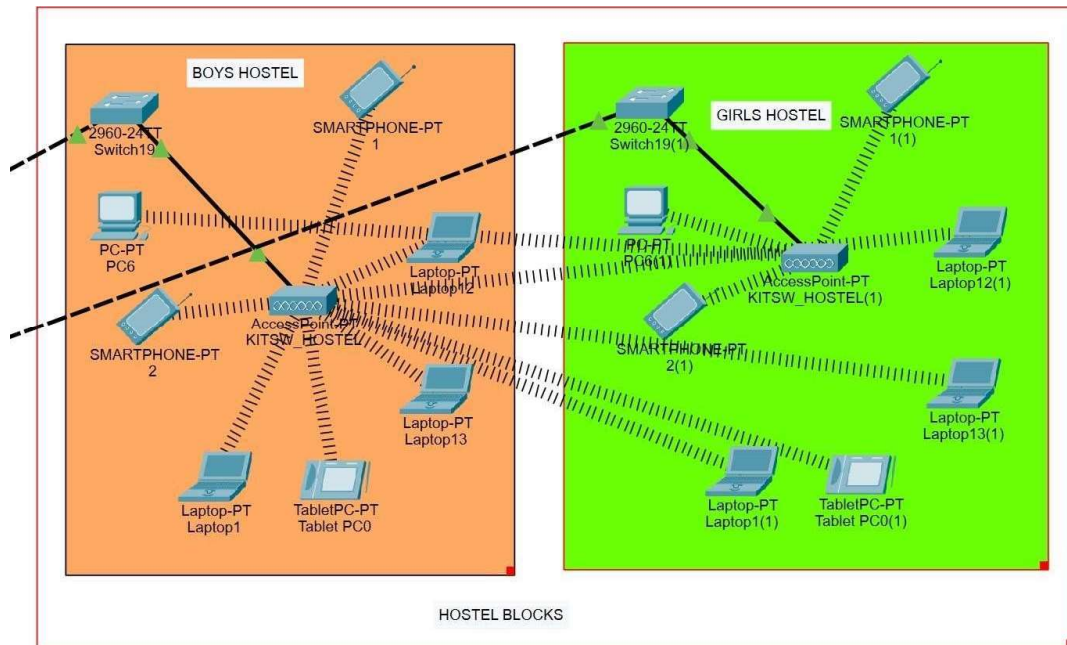 BOYS HOSTEL
2960-24TT
Switch19
SMARTPHONE-PT
1
PC-PT
PC6
Laptop-PT
Laptop12
SMARTPHONE-PT
2
AccessPoint-PT
KITSW_HOSTEL
Laptop-PT
Laptop13
Laptop-PT
Laptop1
TabletPC-PT
Tablet PC0
GIRLS HOSTEL
2960-24TT
Switch19(1)
SMARTPHONE-PT
1(1)
PC-PT
PC6(1)
AccessPoint-PT
KITSW_HOSTEL(1)
Laptop-PT
Laptop12(1)
SMARTPHONE-PT
2(1)
Laptop-PT
Laptop13(1)
Laptop-PT
Laptop1(1)
TabletPC-PT
Tablet PC0(1)
HOSTEL BLOCKS